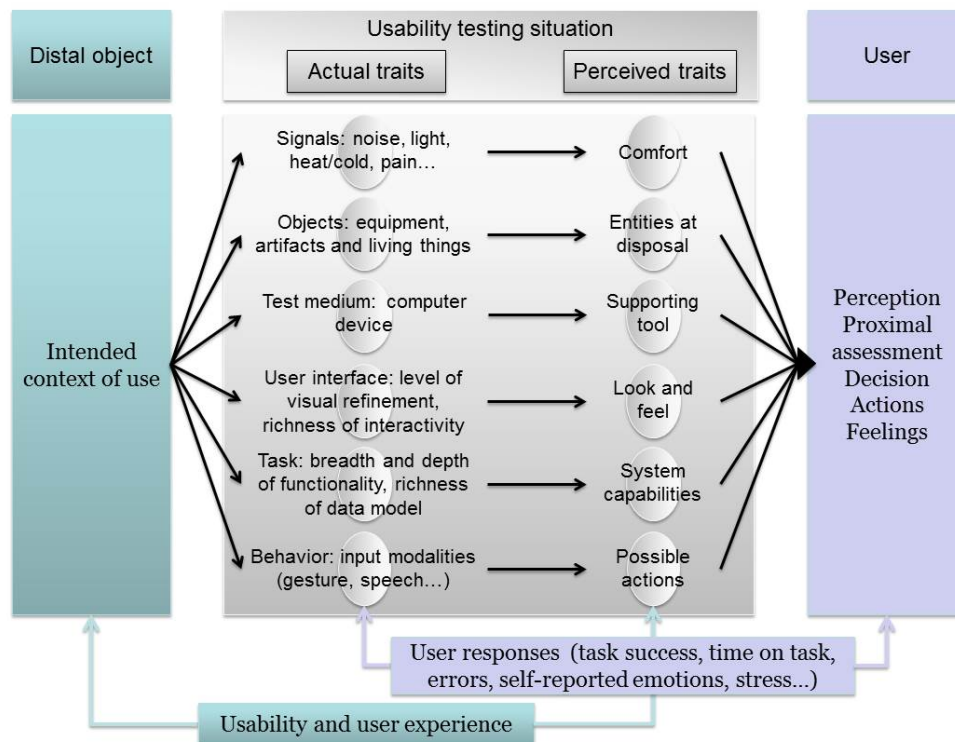 Distal object
Usability testing situation
Actual traits
Perceived traits
User
Intended
context of use
Signals: noise, light,
heat/cold, pain...
Comfort
Objects: equipment,
artifacts and living things
Entities at
disposal
Test medium: computer
device
Supporting
tool
User interface: level of
visual refinement,
richness of interactivity
Look and
feel
Task: breadth and depth
of functionality, richness
of data model
System
capabilities
Behavior: input modalities
(gesture, speech...)
Possible
actions
Perception
Proximal
assessment
Decision
Actions
Feelings
User responses (task success, time on task,
errors, self-reported emotions, stress...)
Usability and user experience